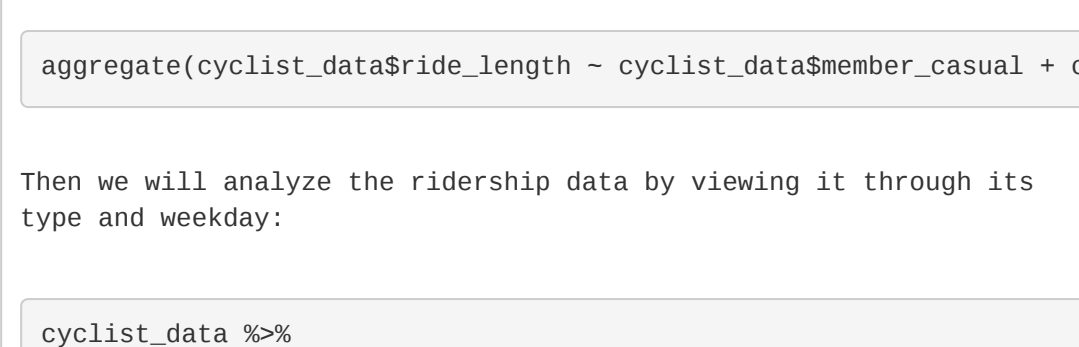 aggregate(cyclist_data$ride_length ~ cyclist_data$member_casual +
Then we will analyze the ridership data by viewing it through its
type and weekday:
cyclist_data %>%